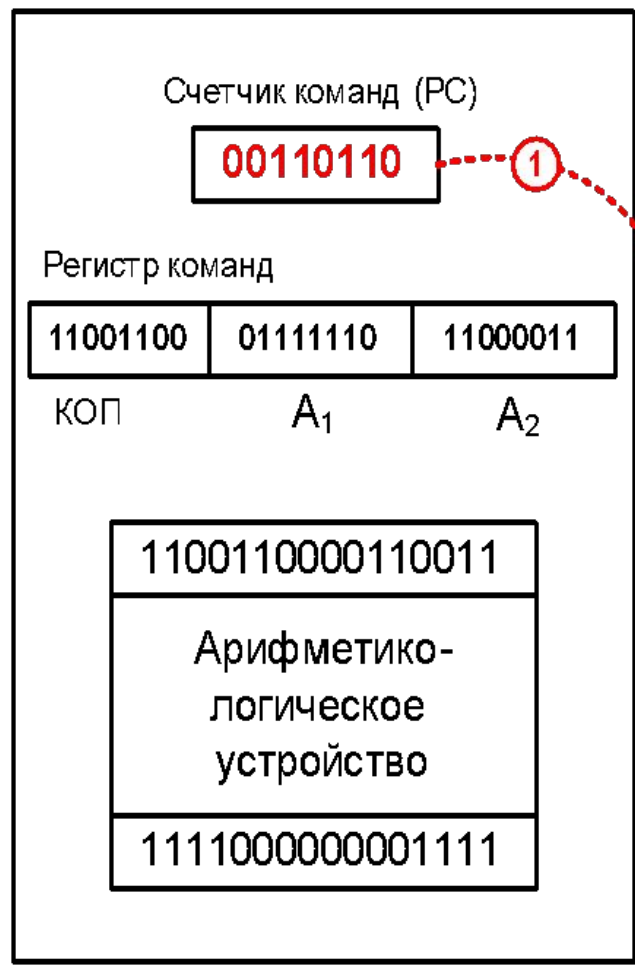 Счетчик команд (PC)
00110110
1
Регистр команд
11001100 01111110 11000011
КОП A₁ A₂
1100110000110011
Арифметико-
логическое
устройство
1111000000001111